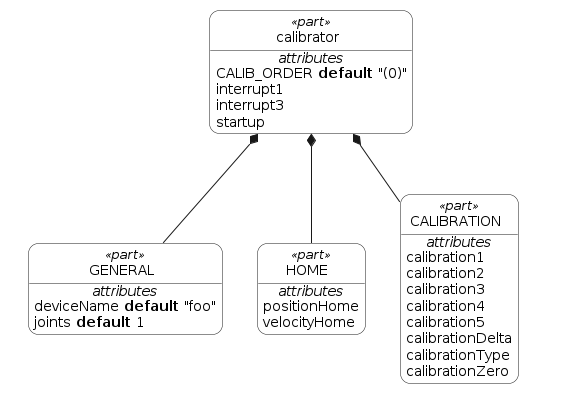 «part»
calibrator
attributes
CALIB_ORDER default "(0)"
interrupt1
interrupt3
startup
«part»
GENERAL
attributes
deviceName default "foo"
joints default 1
«part»
HOME
attributes
positionHome
velocityHome
«part»
CALIBRATION
attributes
calibration1
calibration2
calibration3
calibration4
calibration5
calibrationDelta
calibrationType
calibrationZero